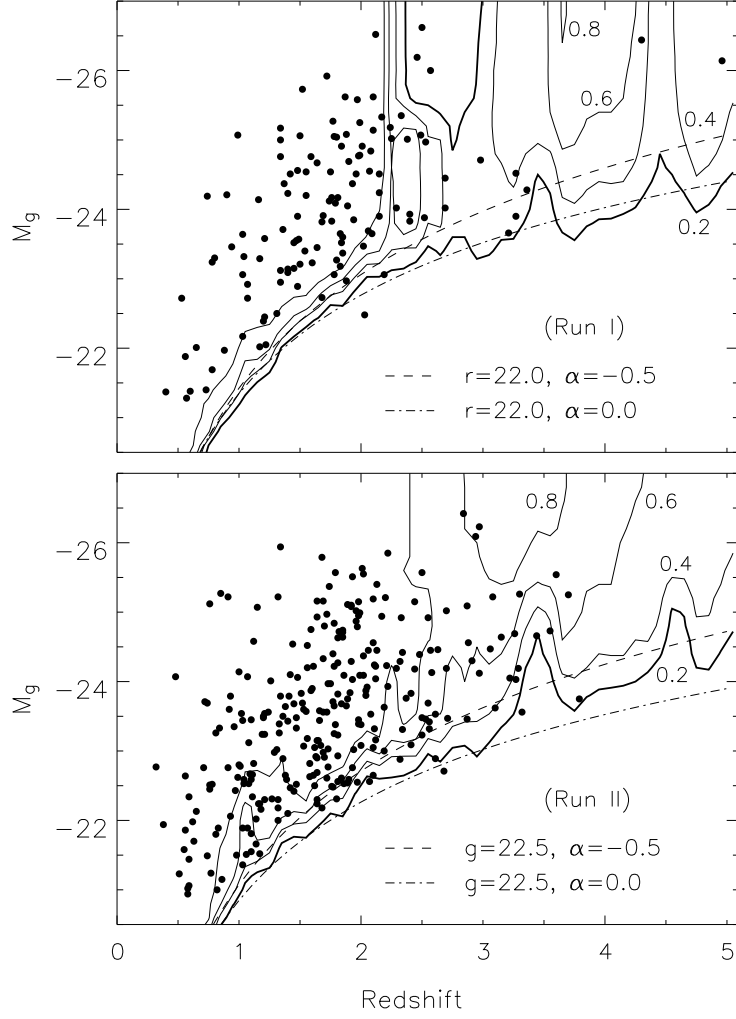 0.8
-26
0.6
0.4
-24
M_g
0.2
(Run I)
-22
r=22.0, α=-0.5
r=22.0, α=0.0
0.8
0.6
-26
0.4
-24
0.2
M_g
(Run II)
-22
g=22.5, α=-0.5
g=22.5, α=0.0
0 1 2 3 4 5
Redshift